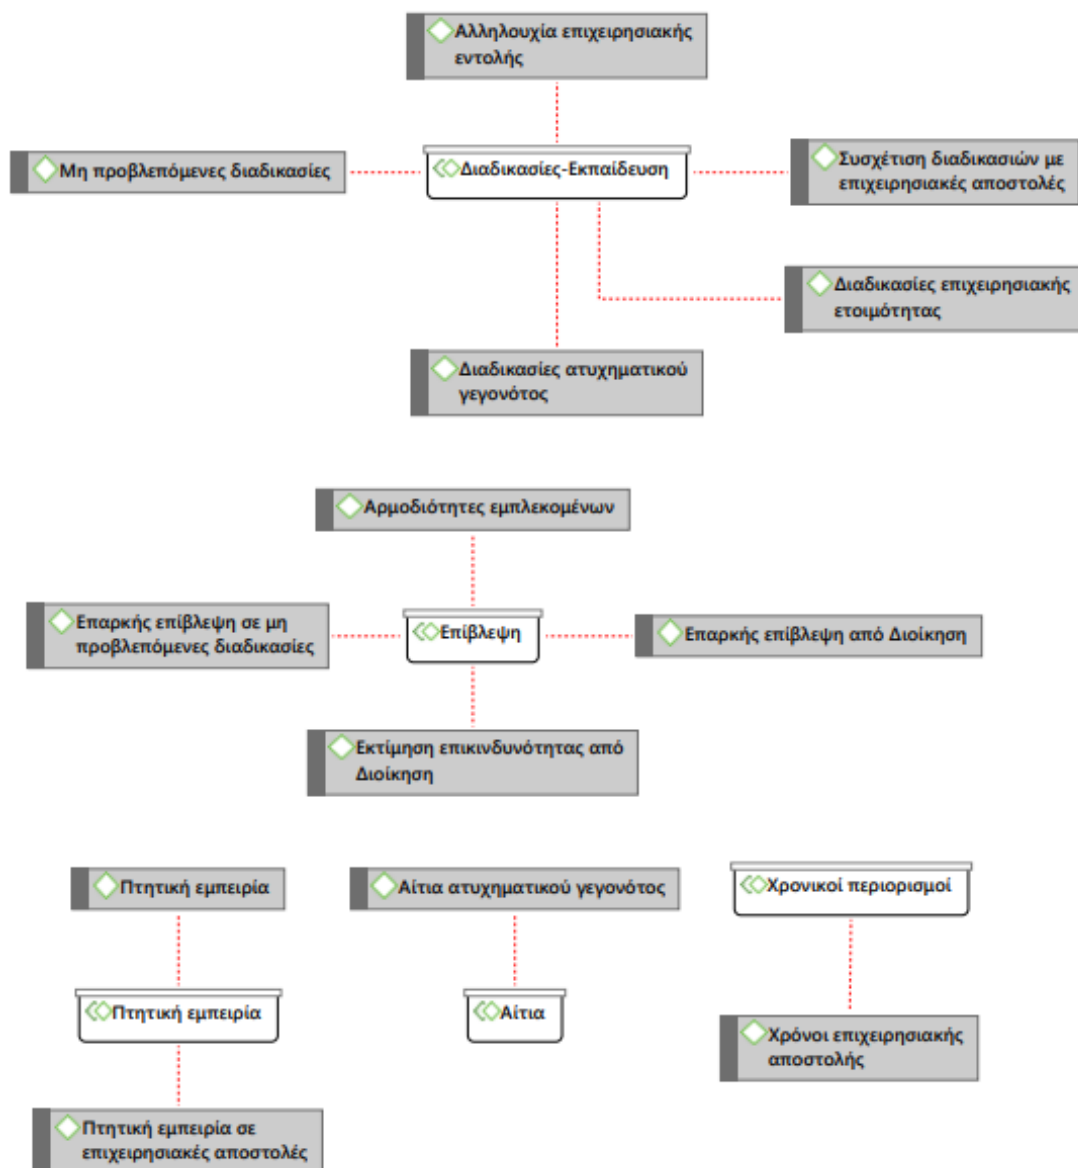 Αλληλουχία επιχειρησιακής
εντολής
Μη προβλεπόμενες διαδικασίες
Διαδικασίες-Εκπαίδευση
Συσχέτιση διαδικασιών με
επιχειρησιακές αποστολές
Διαδικασίες επιχειρησιακής
ετοιμότητας
Διαδικασίες ατυχηματικού
γεγονότος
Αρμοδιότητες εμπλεκομένων
Επαρκής επίβλεψη σε μη
προβλεπόμενες διαδικασίες
Επίβλεψη
Επαρκής επίβλεψη από Διοίκηση
Εκτίμηση επικινδυνότητας από
Διοίκηση
Πτητική εμπειρία
Αίτια ατυχηματικού γεγονότος
Χρονικοί περιορισμοί
Πτητική εμπειρία
Αίτια
Χρόνοι επιχειρησιακής
αποστολής
Πτητική εμπειρία σε
επιχειρησιακές αποστολές